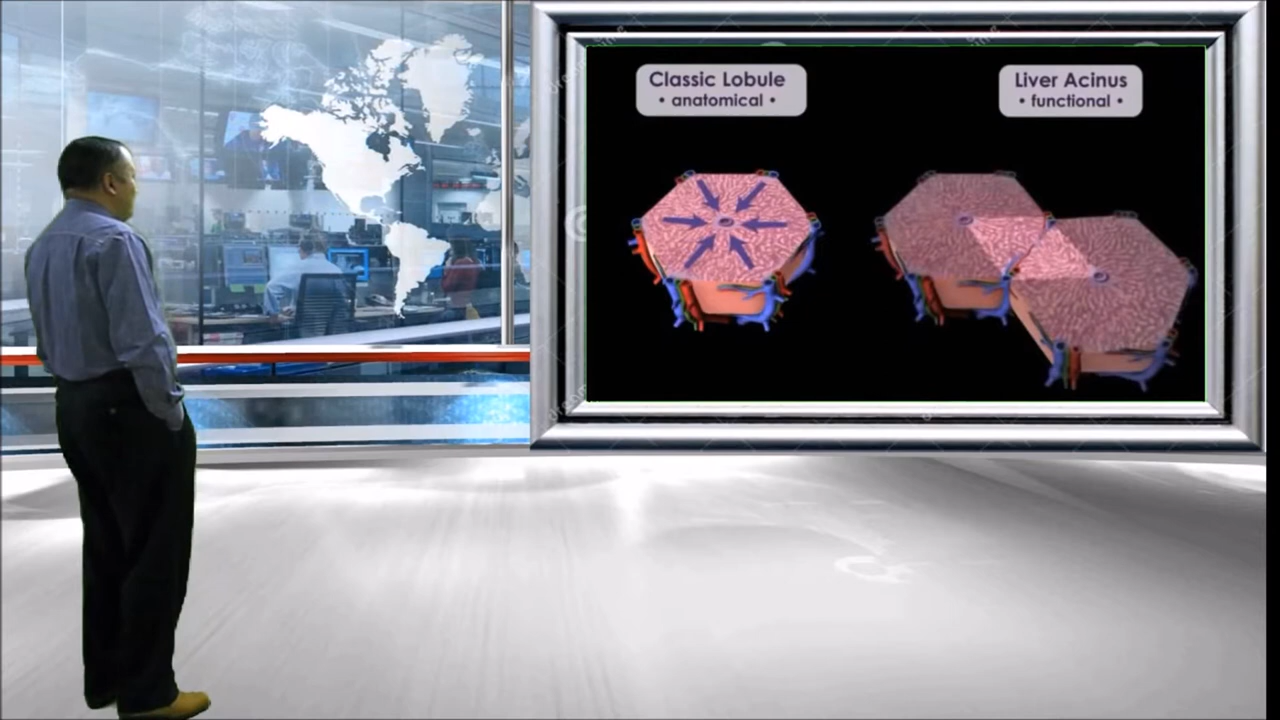 Classic Lobule
• anatomical •
Liver Acinus
• functional •